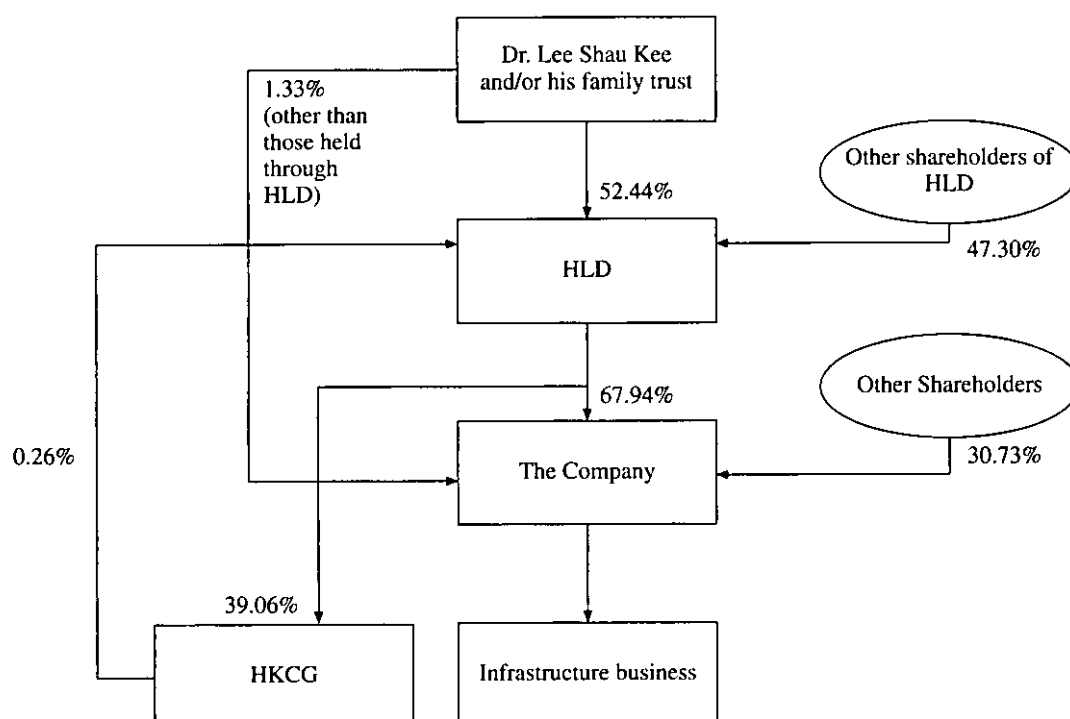 Dr. Lee Shau Kee
and/or his family trust
1.33%
(other than
those held
through
HLD)
52.44%
Other shareholders of
HLD
47.30%
HLD
67.94%
Other Shareholders
30.73%
0.26%
The Company
39.06%
HKCG
Infrastructure business